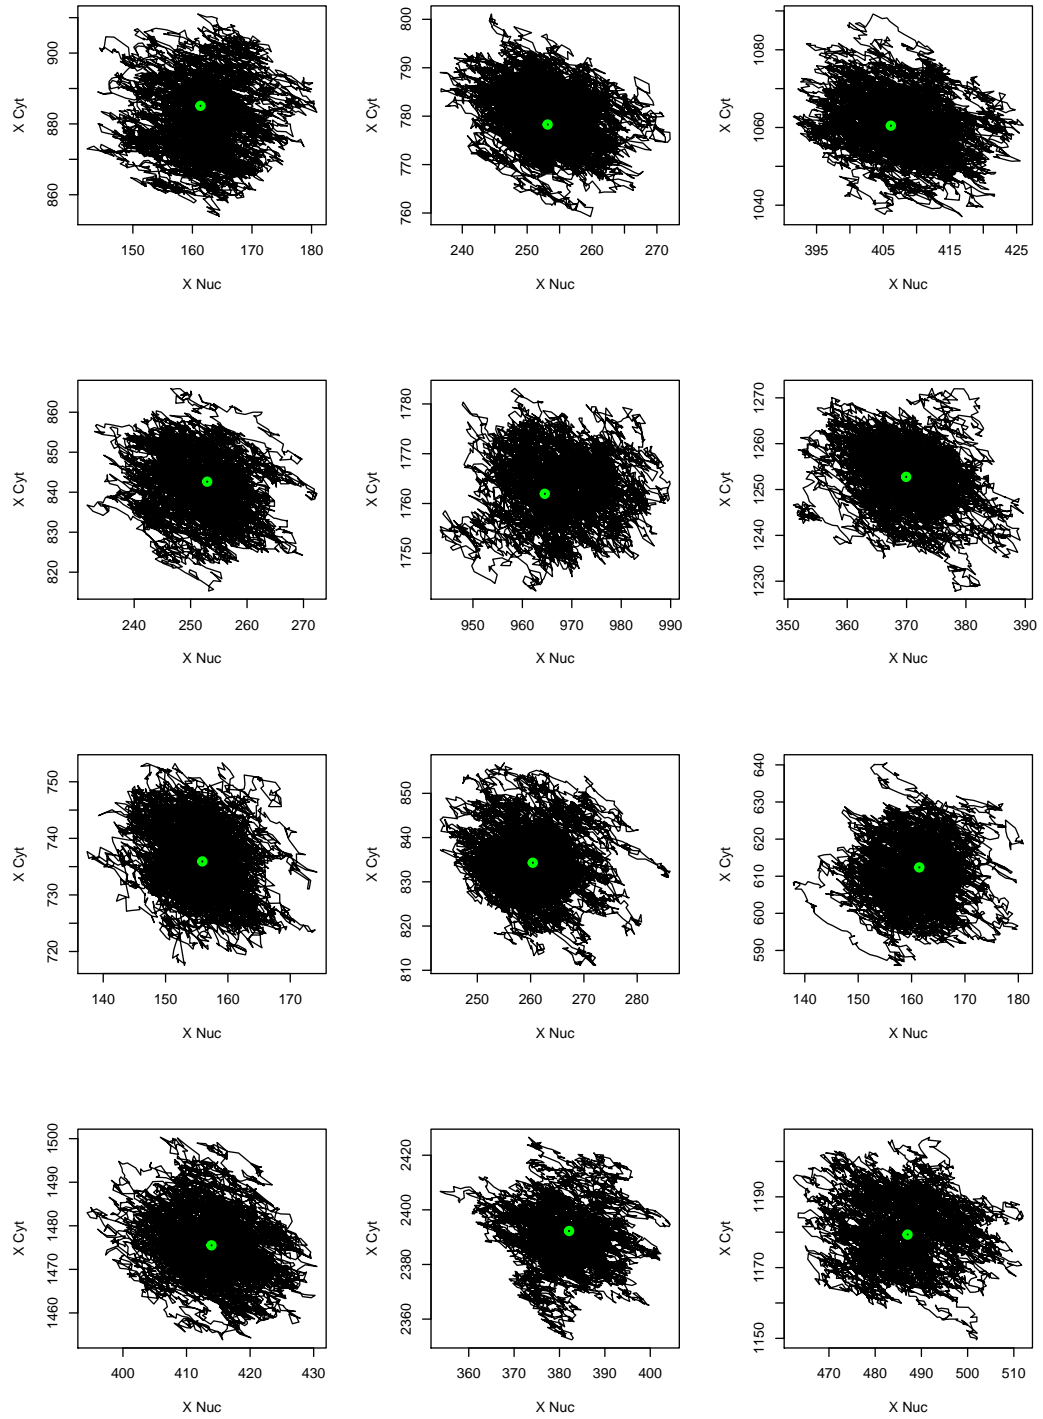 X Cyt
860 880 900
150 160 170 180
X Nuc
X Cyt
760 770 780 790 800
240 250 260 270
X Nuc
X Cyt
1040 1060 1080
395 405 415 425
X Nuc
X Cyt
820 830 840 850 860
240 250 260 270
X Nuc
X Cyt
1750 1760 1770 1780
950 960 970 980 990
X Nuc
X Cyt
1230 1240 1250 1260 1270
350 360 370 380 390
X Nuc
X Cyt
720 730 740 750
140 150 160 170
X Nuc
X Cyt
810 820 830 840 850
250 260 270 280
X Nuc
X Cyt
590 600 610 620 630 640
140 150 160 170 180
X Nuc
X Cyt
1460 1470 1480 1490 1500
400 410 420 430
X Nuc
X Cyt
2360 2380 2400 2420
360 370 380 390 400
X Nuc
X Cyt
1150 1170 1190
470 480 490 500 510
X Nuc